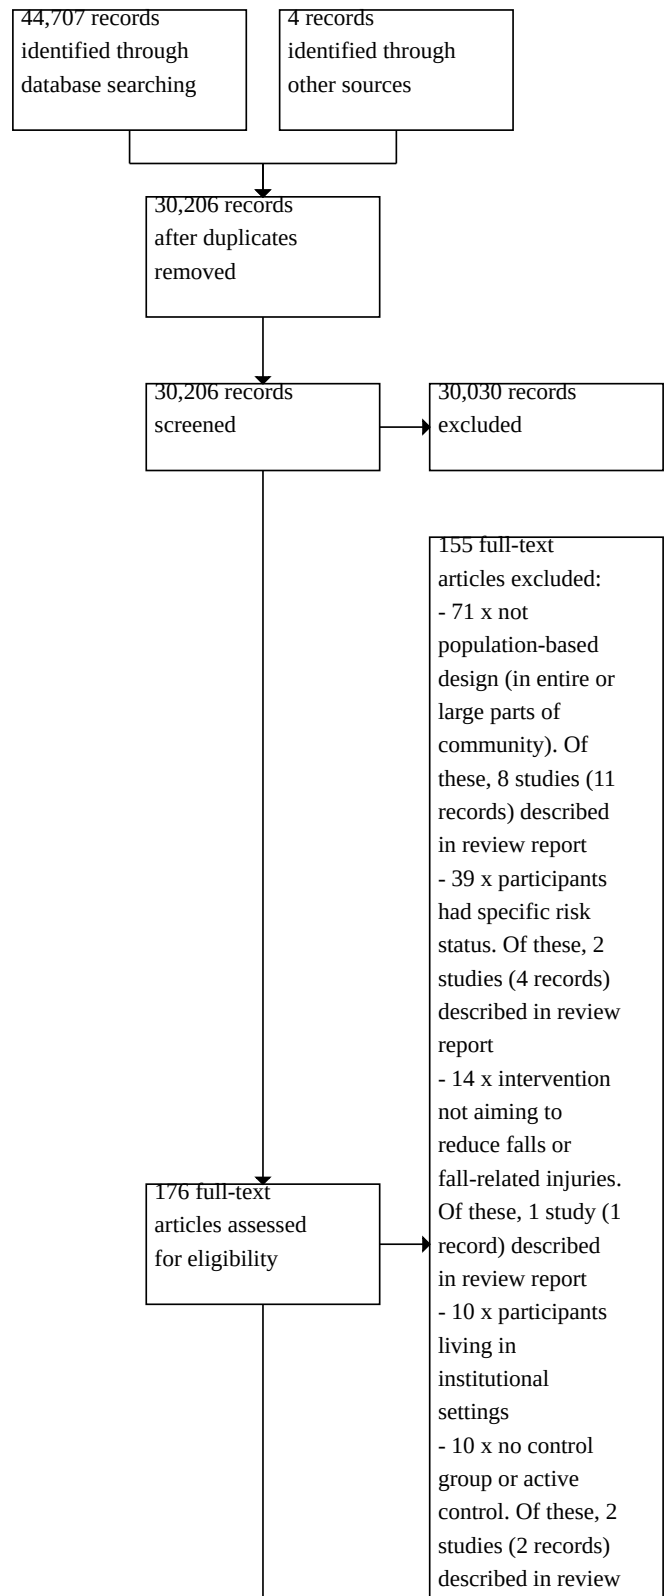 44,707 records
identified through
database searching
4 records
identified through
other sources
30,206 records
after duplicates
removed
30,206 records
screened
30,030 records
excluded
155 full-text
articles excluded:
- 71 x not
population-based
design (in entire or
large parts of
community). Of
these, 8 studies (11
records) described
in review report
- 39 x participants
had specific risk
status. Of these, 2
studies (4 records)
described in review
report
- 14 x intervention
not aiming to
reduce falls or
fall-related injuries.
Of these, 1 study (1
record) described
in review report
- 10 x participants
living in
institutional
settings
- 10 x no control
group or active
control. Of these, 2
studies (2 records)
described in review
176 full-text
articles assessed
for eligibility